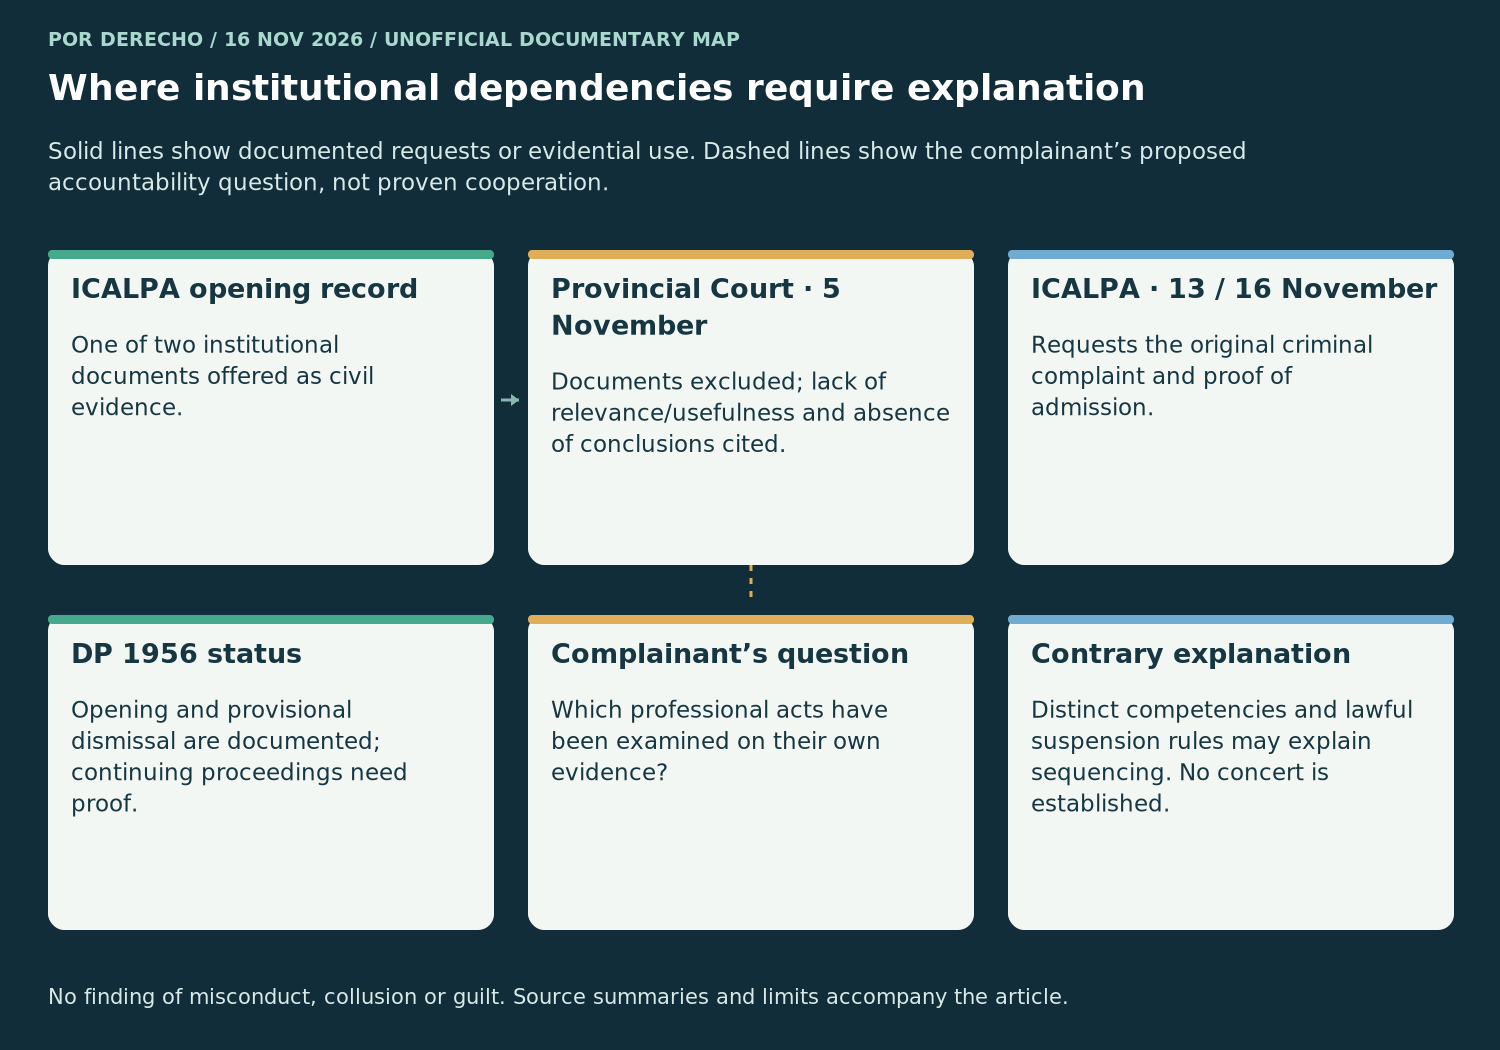 POR DERECHO / 16 NOV 2026 / UNOFFICIAL DOCUMENTARY MAP
Where institutional dependencies require explanation
Solid lines show documented requests or evidential use. Dashed lines show the complainant’s proposed
accountability question, not proven cooperation.
ICALPA opening record
One of two institutional
documents offered as civil
evidence.
Provincial Court · 5
November
Documents excluded; lack of
relevance/usefulness and absence
of conclusions cited.
ICALPA · 13 / 16 November
Requests the original criminal
complaint and proof of
admission.
DP 1956 status
Opening and provisional
dismissal are documented;
continuing proceedings need
proof.
Complainant’s question
Which professional acts have
been examined on their own
evidence?
Contrary explanation
Distinct competencies and lawful
suspension rules may explain
sequencing. No concert is
established.
No finding of misconduct, collusion or guilt. Source summaries and limits accompany the article.